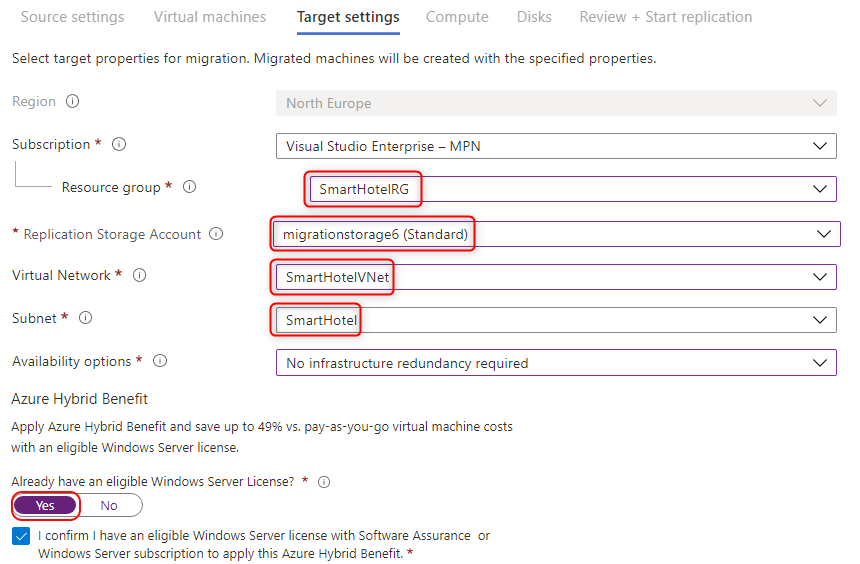 Source settings Virtual machines Target settings Compute Disks Review + Start replication
Select target properties for migration. Migrated machines will be created with the specified properties.
Region North Europe
Subscription * Visual Studio Enterprise – MPN
Resource group * SmartHotelRG
* Replication Storage Account migrationstorage6 (Standard)
Virtual Network * SmartHotelVNet
Subnet * SmartHotel
Availability options * No infrastructure redundancy required
Azure Hybrid Benefit
Apply Azure Hybrid Benefit and save up to 49% vs. pay-as-you-go virtual machine costs
with an eligible Windows Server license.
Already have an eligible Windows Server License? *
Yes No
I confirm I have an eligible Windows Server license with Software Assurance or
Windows Server subscription to apply this Azure Hybrid Benefit. *